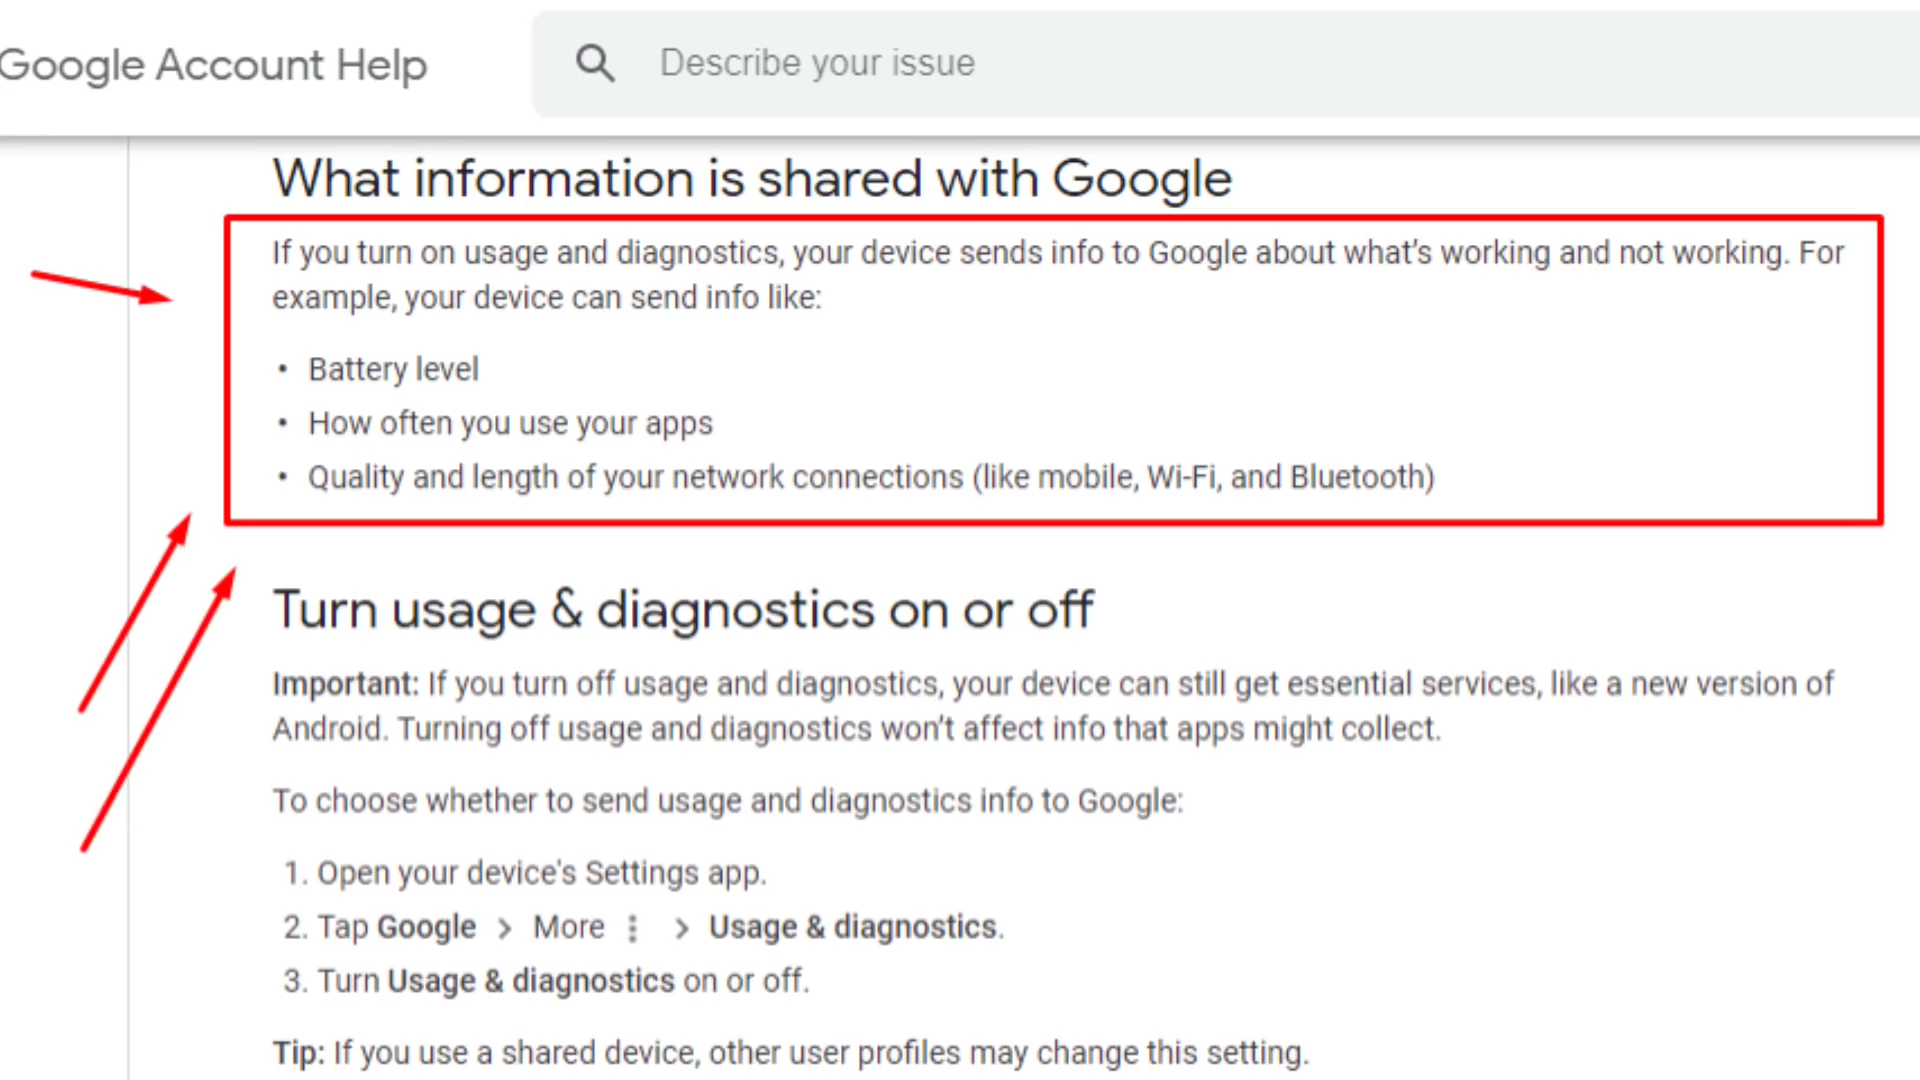 Google Account Help
Describe your issue
What information is shared with Google
If you turn on usage and diagnostics, your device sends info to Google about what's working and not working. For
example, your device can send info like:
• Battery level
• How often you use your apps
• Quality and length of your network connections (like mobile, Wi-Fi, and Bluetooth)
Turn usage & diagnostics on or off
Important: If you turn off usage and diagnostics, your device can still get essential services, like a new version of
Android. Turning off usage and diagnostics won't affect info that apps might collect.
To choose whether to send usage and diagnostics info to Google:
1. Open your device's Settings app.
2. Tap Google > More ⋮ > Usage & diagnostics.
3. Turn Usage & diagnostics on or off.
Tip: If you use a shared device, other user profiles may change this setting.